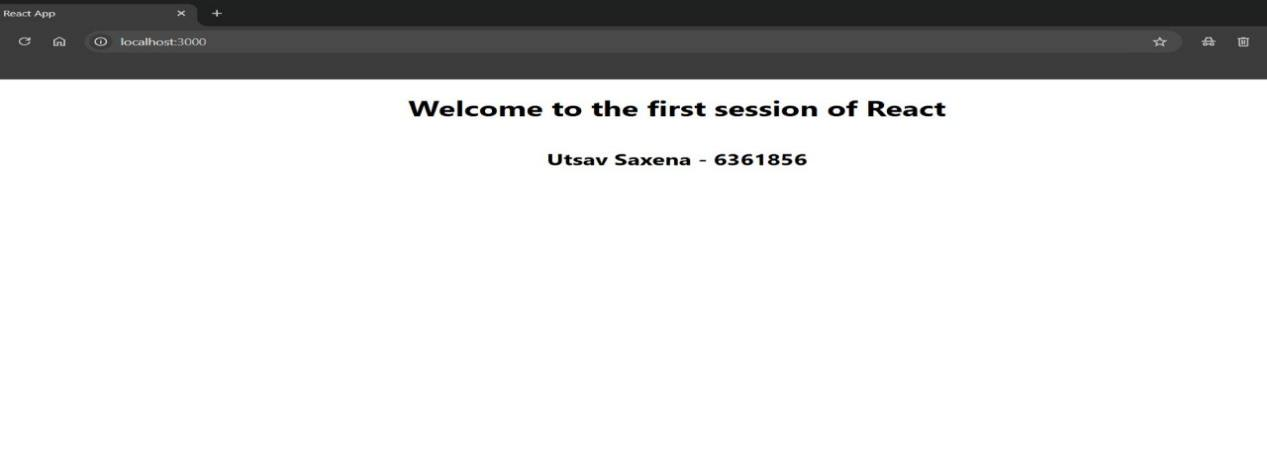 React App
localhost:3000
Welcome to the first session of React
Utsav Saxena - 6361856